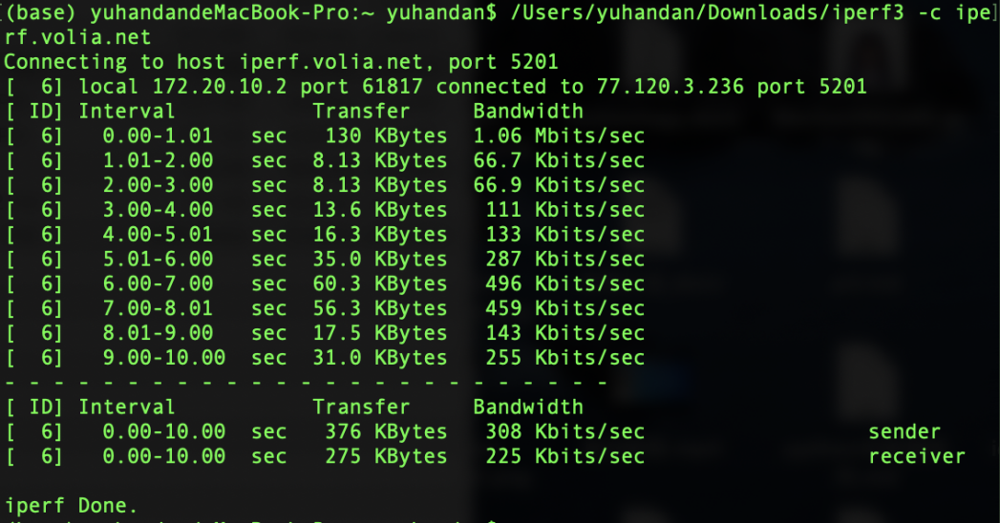 (base) yuhandandeMacBook-Pro:~ yuhandan$ /Users/yuhandan/Downloads/iperf3 -c ipe
rf.volia.net
Connecting to host iperf.volia.net, port 5201
[  6] local 172.20.10.2 port 61817 connected to 77.120.3.236 port 5201
[ ID] Interval           Transfer     Bandwidth
[  6]   0.00-1.01   sec   130 KBytes  1.06 Mbits/sec
[  6]   1.01-2.00   sec  8.13 KBytes  66.7 Kbits/sec
[  6]   2.00-3.00   sec  8.13 KBytes  66.9 Kbits/sec
[  6]   3.00-4.00   sec  13.6 KBytes   111 Kbits/sec
[  6]   4.00-5.01   sec  16.3 KBytes   133 Kbits/sec
[  6]   5.01-6.00   sec  35.0 KBytes   287 Kbits/sec
[  6]   6.00-7.00   sec  60.3 KBytes   496 Kbits/sec
[  6]   7.00-8.01   sec  56.3 KBytes   459 Kbits/sec
[  6]   8.01-9.00   sec  17.5 KBytes   143 Kbits/sec
[  6]   9.00-10.00  sec  31.0 KBytes   255 Kbits/sec
- - - - - - - - - - - - - - - - - - - - - - - - -
[ ID] Interval           Transfer     Bandwidth
[  6]   0.00-10.00  sec   376 KBytes   308 Kbits/sec                  sender
[  6]   0.00-10.00  sec   275 KBytes   225 Kbits/sec                  receiver
iperf Done.